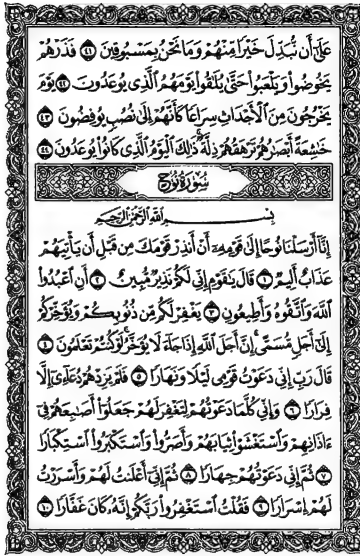 عَلَىٰٓ أَن نُّبَدِّلَ خَيْرًا مِّنْهُمْ وَمَا نَحْنُ بِمَسْبُوقِينَ ٤١ فَذَرْهُمْ
يَخُوضُوا۟ وَيَلْعَبُوا۟ حَتَّىٰ يُلَٰقُوا۟ يَوْمَهُمُ ٱلَّذِى يُوعَدُونَ ٤٢ يَوْمَ
يَخْرُجُونَ مِنَ ٱلْأَجْدَاثِ سِرَاعًا كَأَنَّهُمْ إِلَىٰ نُصُبٍ يُوفِضُونَ ٤٣
خَٰشِعَةً أَبْصَٰرُهُمْ تَرْهَقُهُمْ ذِلَّةٌ ۚ ذَٰلِكَ ٱلْيَوْمُ ٱلَّذِى كَانُوا۟ يُوعَدُونَ ٤٤
سُورَةُ نُوحٍ
بِسْمِ ٱللَّهِ ٱلرَّحْمَٰنِ ٱلرَّحِيمِ
إِنَّآ أَرْسَلْنَا نُوحًا إِلَىٰ قَوْمِهِۦٓ أَنْ أَنذِرْ قَوْمَكَ مِن قَبْلِ أَن يَأْتِيَهُمْ
عَذَابٌ أَلِيمٌ ١ قَالَ يَٰقَوْمِ إِنِّى لَكُمْ نَذِيرٌ مُّبِينٌ ٢ أَنِ ٱعْبُدُوا۟
ٱللَّهَ وَٱتَّقُوهُ وَأَطِيعُونِ ٣ يَغْفِرْ لَكُم مِّن ذُنُوبِكُمْ وَيُؤَخِّرْكُمْ
إِلَىٰٓ أَجَلٍ مُّسَمًّى ۚ إِنَّ أَجَلَ ٱللَّهِ إِذَا جَآءَ لَا يُؤَخَّرُ ۖ لَوْ كُنتُمْ تَعْلَمُونَ ٤
قَالَ رَبِّ إِنِّى دَعَوْتُ قَوْمِى لَيْلًا وَنَهَارًا ٥ فَلَمْ يَزِدْهُمْ دُعَآءِىٓ إِلَّا
فِرَارًا ٦ وَإِنِّى كُلَّمَا دَعَوْتُهُمْ لِتَغْفِرَ لَهُمْ جَعَلُوٓا۟ أَصَٰبِعَهُمْ فِىٓ
ءَاذَانِهِمْ وَٱسْتَغْشَوْا۟ ثِيَابَهُمْ وَأَصَرُّوا۟ وَٱسْتَكْبَرُوا۟ ٱسْتِكْبَارًا
٧ ثُمَّ إِنِّى دَعَوْتُهُمْ جِهَارًا ٨ ثُمَّ إِنِّىٓ أَعْلَنتُ لَهُمْ وَأَسْرَرْتُ
لَهُمْ إِسْرَارًا ٩ فَقُلْتُ ٱسْتَغْفِرُوا۟ رَبَّكُمْ إِنَّهُۥ كَانَ غَفَّارًا ١٠